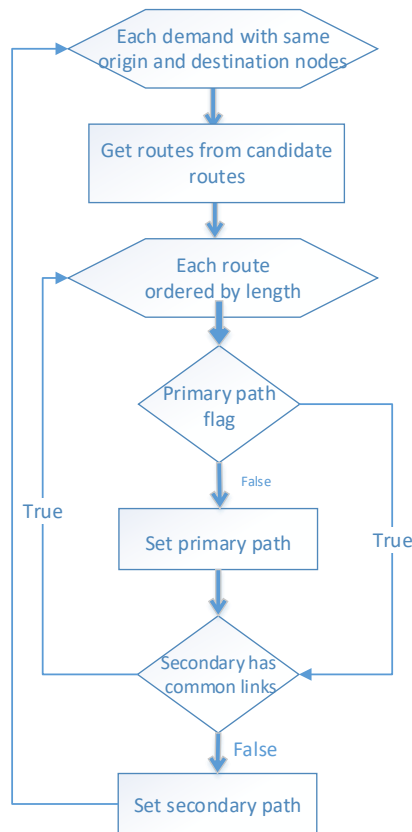 Each demand with same
origin and destination nodes
Get routes from candidate
routes
Each route
ordered by length
Primary path
flag
False
True
Set primary path
True
Secondary has
common links
False
Set secondary path